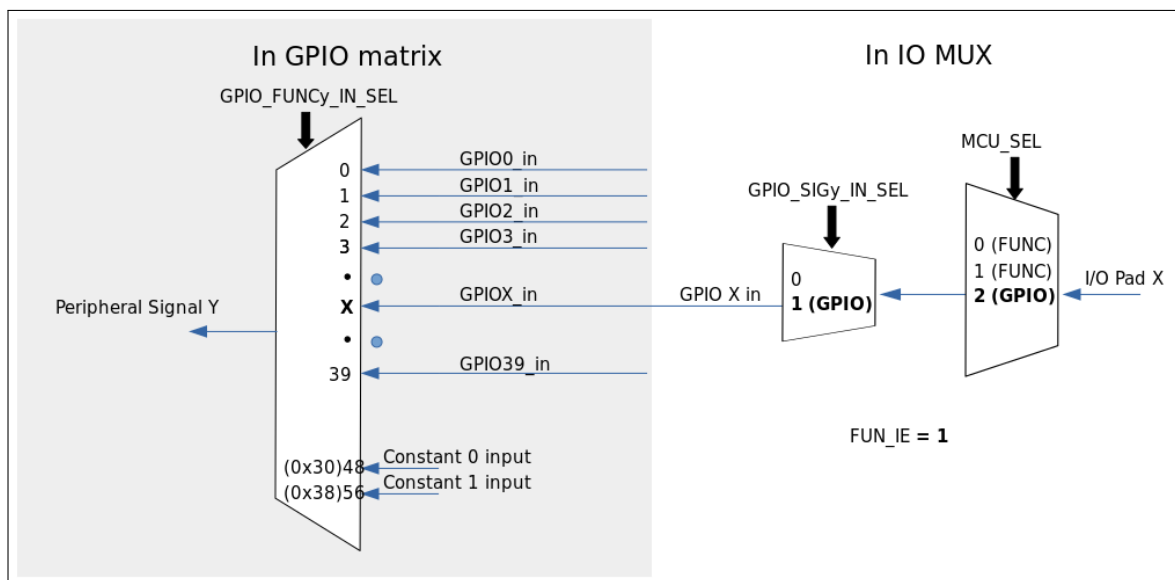 In GPIO matrix
In IO MUX
GPIO_FUNCy_IN_SEL
MCU_SEL
GPIO_SIGy_IN_SEL
0
GPIO0_in
1
GPIO1_in
2
GPIO2_in
3
GPIO3_in
X
GPIOX_in
39
GPIO39_in
(0x30)48
Constant 0 input
(0x38)56
Constant 1 input
Peripheral Signal Y
GPIO X in
0
1 (GPIO)
0 (FUNC)
1 (FUNC)
2 (GPIO)
I/O Pad X
FUN_IE = 1